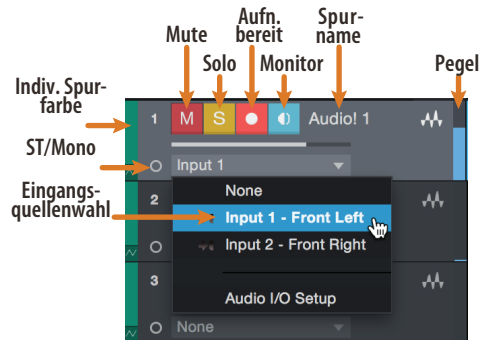 Mute
Solo
Aufn.
bereit
Monitor
Spur-
name
Pegel
Indiv. Spur-
farbe
1 M S Audio! 1
ST/Mono
Input 1
Eingangs-
quellenwahl
2
None
Input 1 - Front Left
Input 2 - Front Right
3
Audio I/O Setup
None